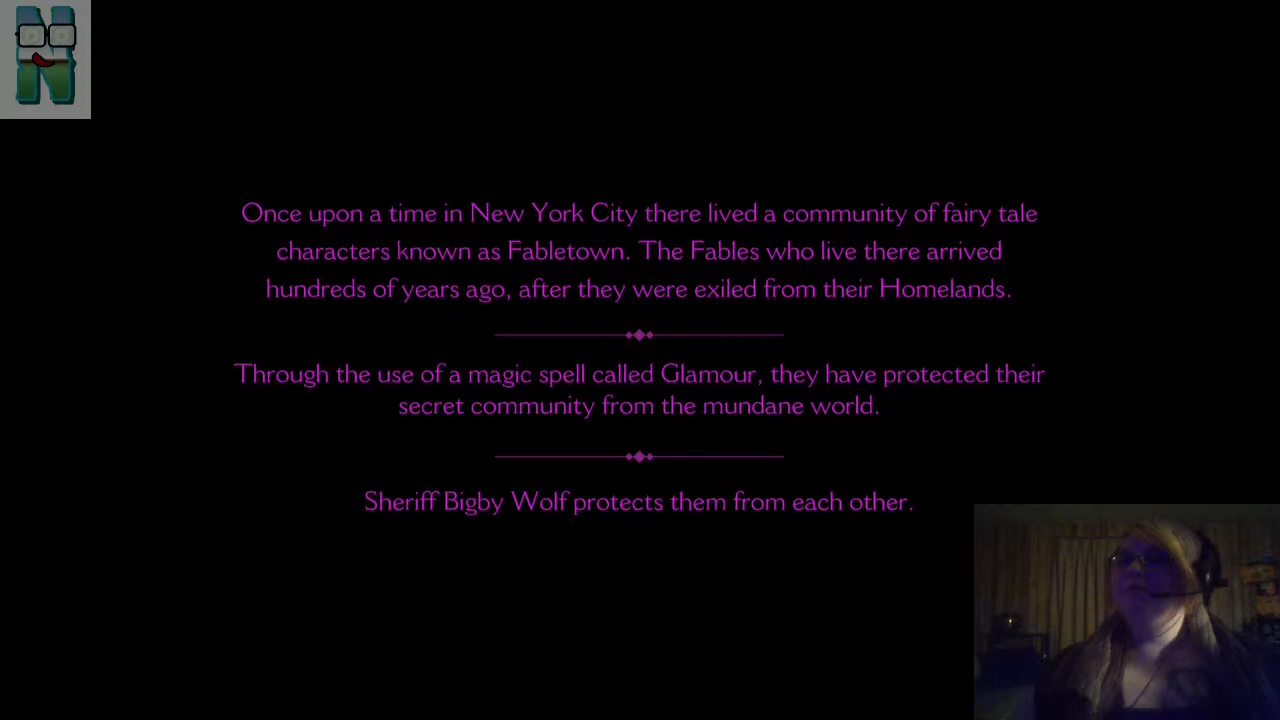 N
Once upon a time in New York City there lived a community of fairy tale
characters known as Fabletown. The Fables who live there arrived
hundreds of years ago, after they were exiled from their Homelands.
Through the use of a magic spell called Glamour, they have protected their
secret community from the mundane world.
Sheriff Bigby Wolf protects them from each other.